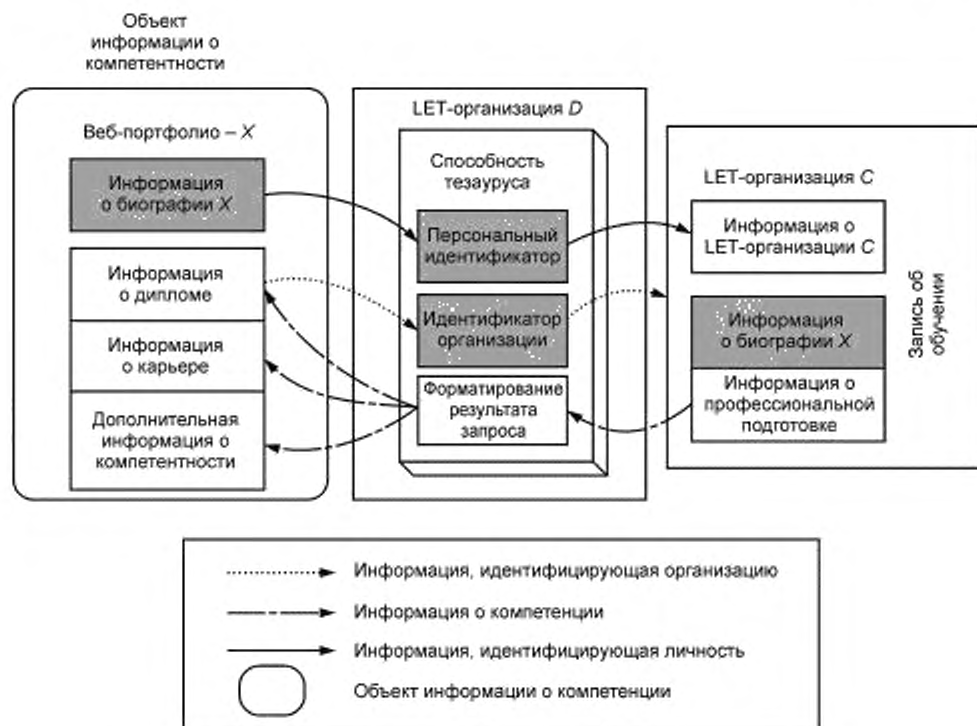 Объект
информации о
компетентности
Веб-портфолио – X
Информация
о биографии X
Информация
о дипломе
Информация
о карьере
Дополнительная
информация о
компетентности
LET-организация D
Способность
тезауруса
Персональный
идентификатор
Идентификатор
организации
Форматирование
результата
запроса
LET-организация C
Информация о
LET-организации C
Информация
о биографии X
Информация о
профессиональной
подготовке
Запись об
обучении
Информация, идентифицирующая организацию
Информация о компетенции
Информация, идентифицирующая личность
Объект информации о компетенции